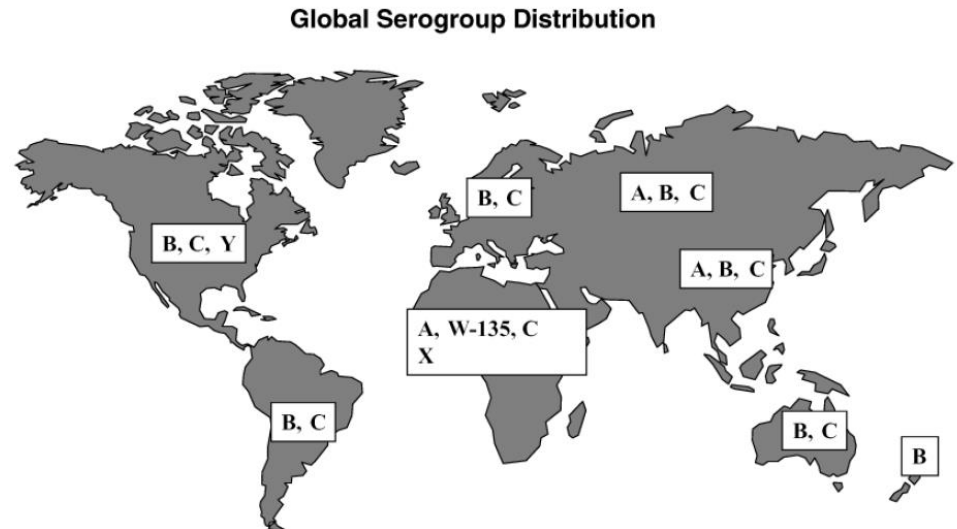 Global Serogroup Distribution
B, C
A, B, C
B, C, Y
A, B, C
A, W-135, C
X
B, C
B, C
B